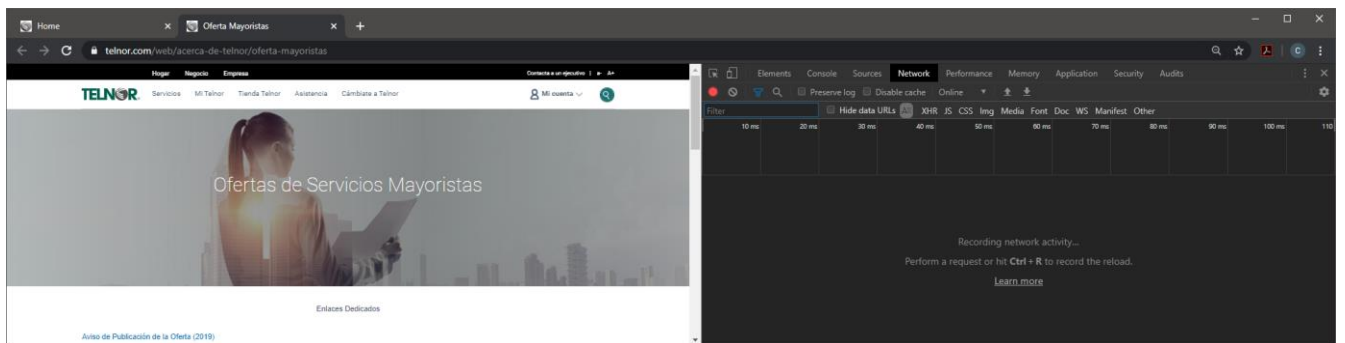 Home
Oferta Mayoristas
telnor.com/web/acerca-de-telnor/oferta-mayoristas
Hogar Negocio Empresa
Contacta a un ejecutivo | a- A+
TELNOR
Servicios Mi Telnor Tienda Telnor Asistencia Cámbiate a Telnor
Mi cuenta
Ofertas de Servicios Mayoristas
Enlaces Dedicados
Aviso de Publicación de la Oferta (2019)
Elements Console Sources Network Performance Memory Application Security Audits
Preserve log Disable cache Online
Filter Hide data URLs All XHR JS CSS Img Media Font Doc WS Manifest Other
10 ms 20 ms 30 ms 40 ms 50 ms 60 ms 70 ms 80 ms 90 ms 100 ms 110
Recording network activity...
Perform a request or hit Ctrl + R to record the reload.
Learn more